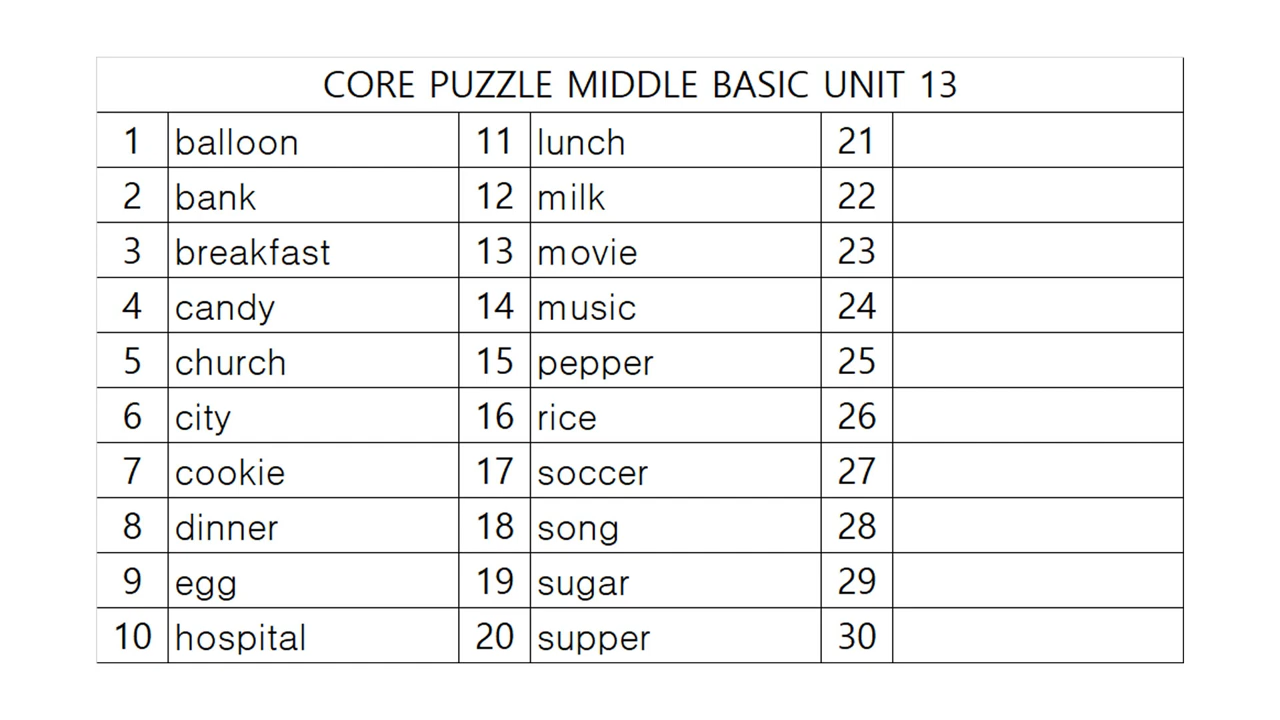 CORE PUZZLE MIDDLE BASIC UNIT 13
1 balloon 11 lunch 21
2 bank 12 milk 22
3 breakfast 13 movie 23
4 candy 14 music 24
5 church 15 pepper 25
6 city 16 rice 26
7 cookie 17 soccer 27
8 dinner 18 song 28
9 egg 19 sugar 29
10 hospital 20 supper 30